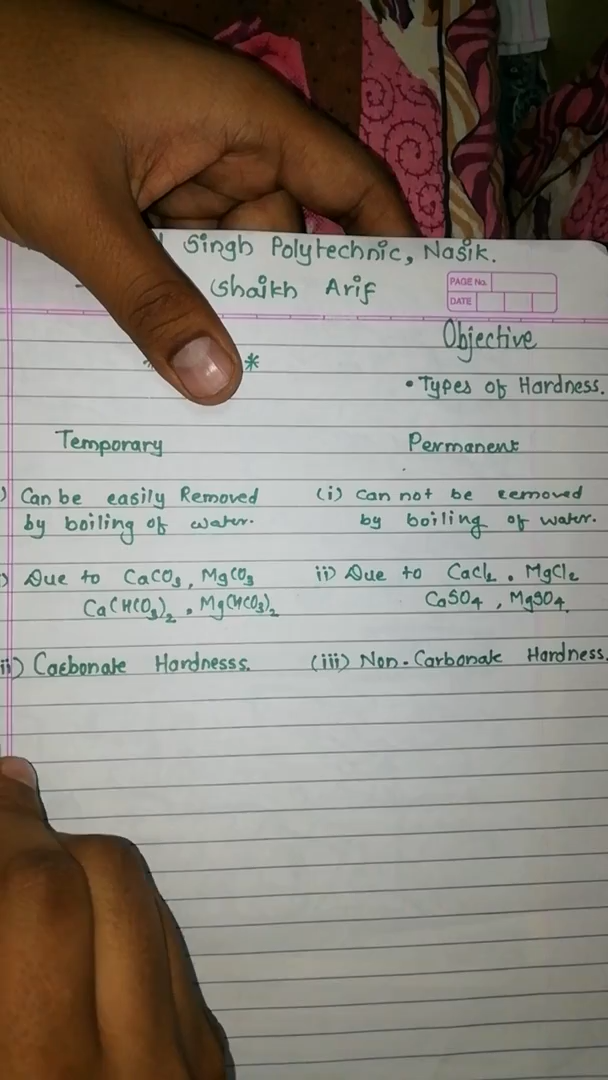 Singh Polytechnic, Nasik.
Shaikh Arif
PAGE No.
DATE
Objective
*
• Types of Hardness.
Temporary
Permanent
) Can be easily Removed
by boiling of water.
(i) can not be removed
by boiling of water.
) Due to CaCO3, MgCO3
Ca(HCO3)2, Mg(HCO3)2
ii) Due to CaCl2, MgCl2
CaSO4, MgSO4
ii) Carbonate Hardnesss.
(iii) Non-Carbonate Hardness.